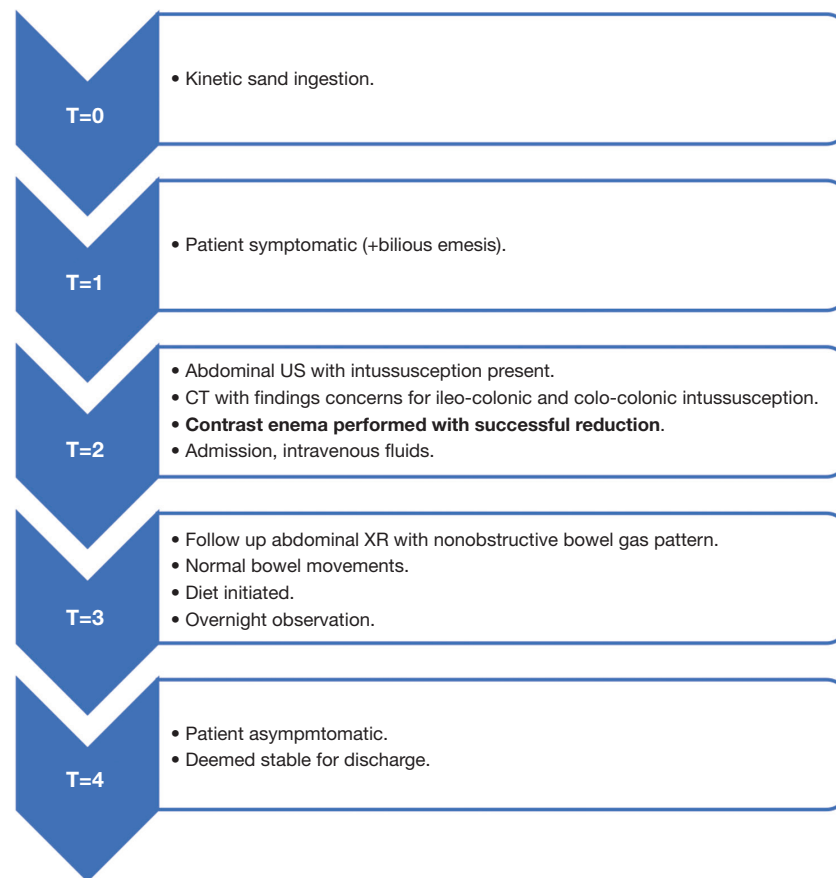 T=0
• Kinetic sand ingestion.
T=1
• Patient symptomatic (+bilious emesis).
T=2
• Abdominal US with intussusception present.
• CT with findings concerns for ileo-colonic and colo-colonic intussusception.
• Contrast enema performed with successful reduction.
• Admission, intravenous fluids.
T=3
• Follow up abdominal XR with nonobstructive bowel gas pattern.
• Normal bowel movements.
• Diet initiated.
• Overnight observation.
T=4
• Patient asympmtomatic.
• Deemed stable for discharge.